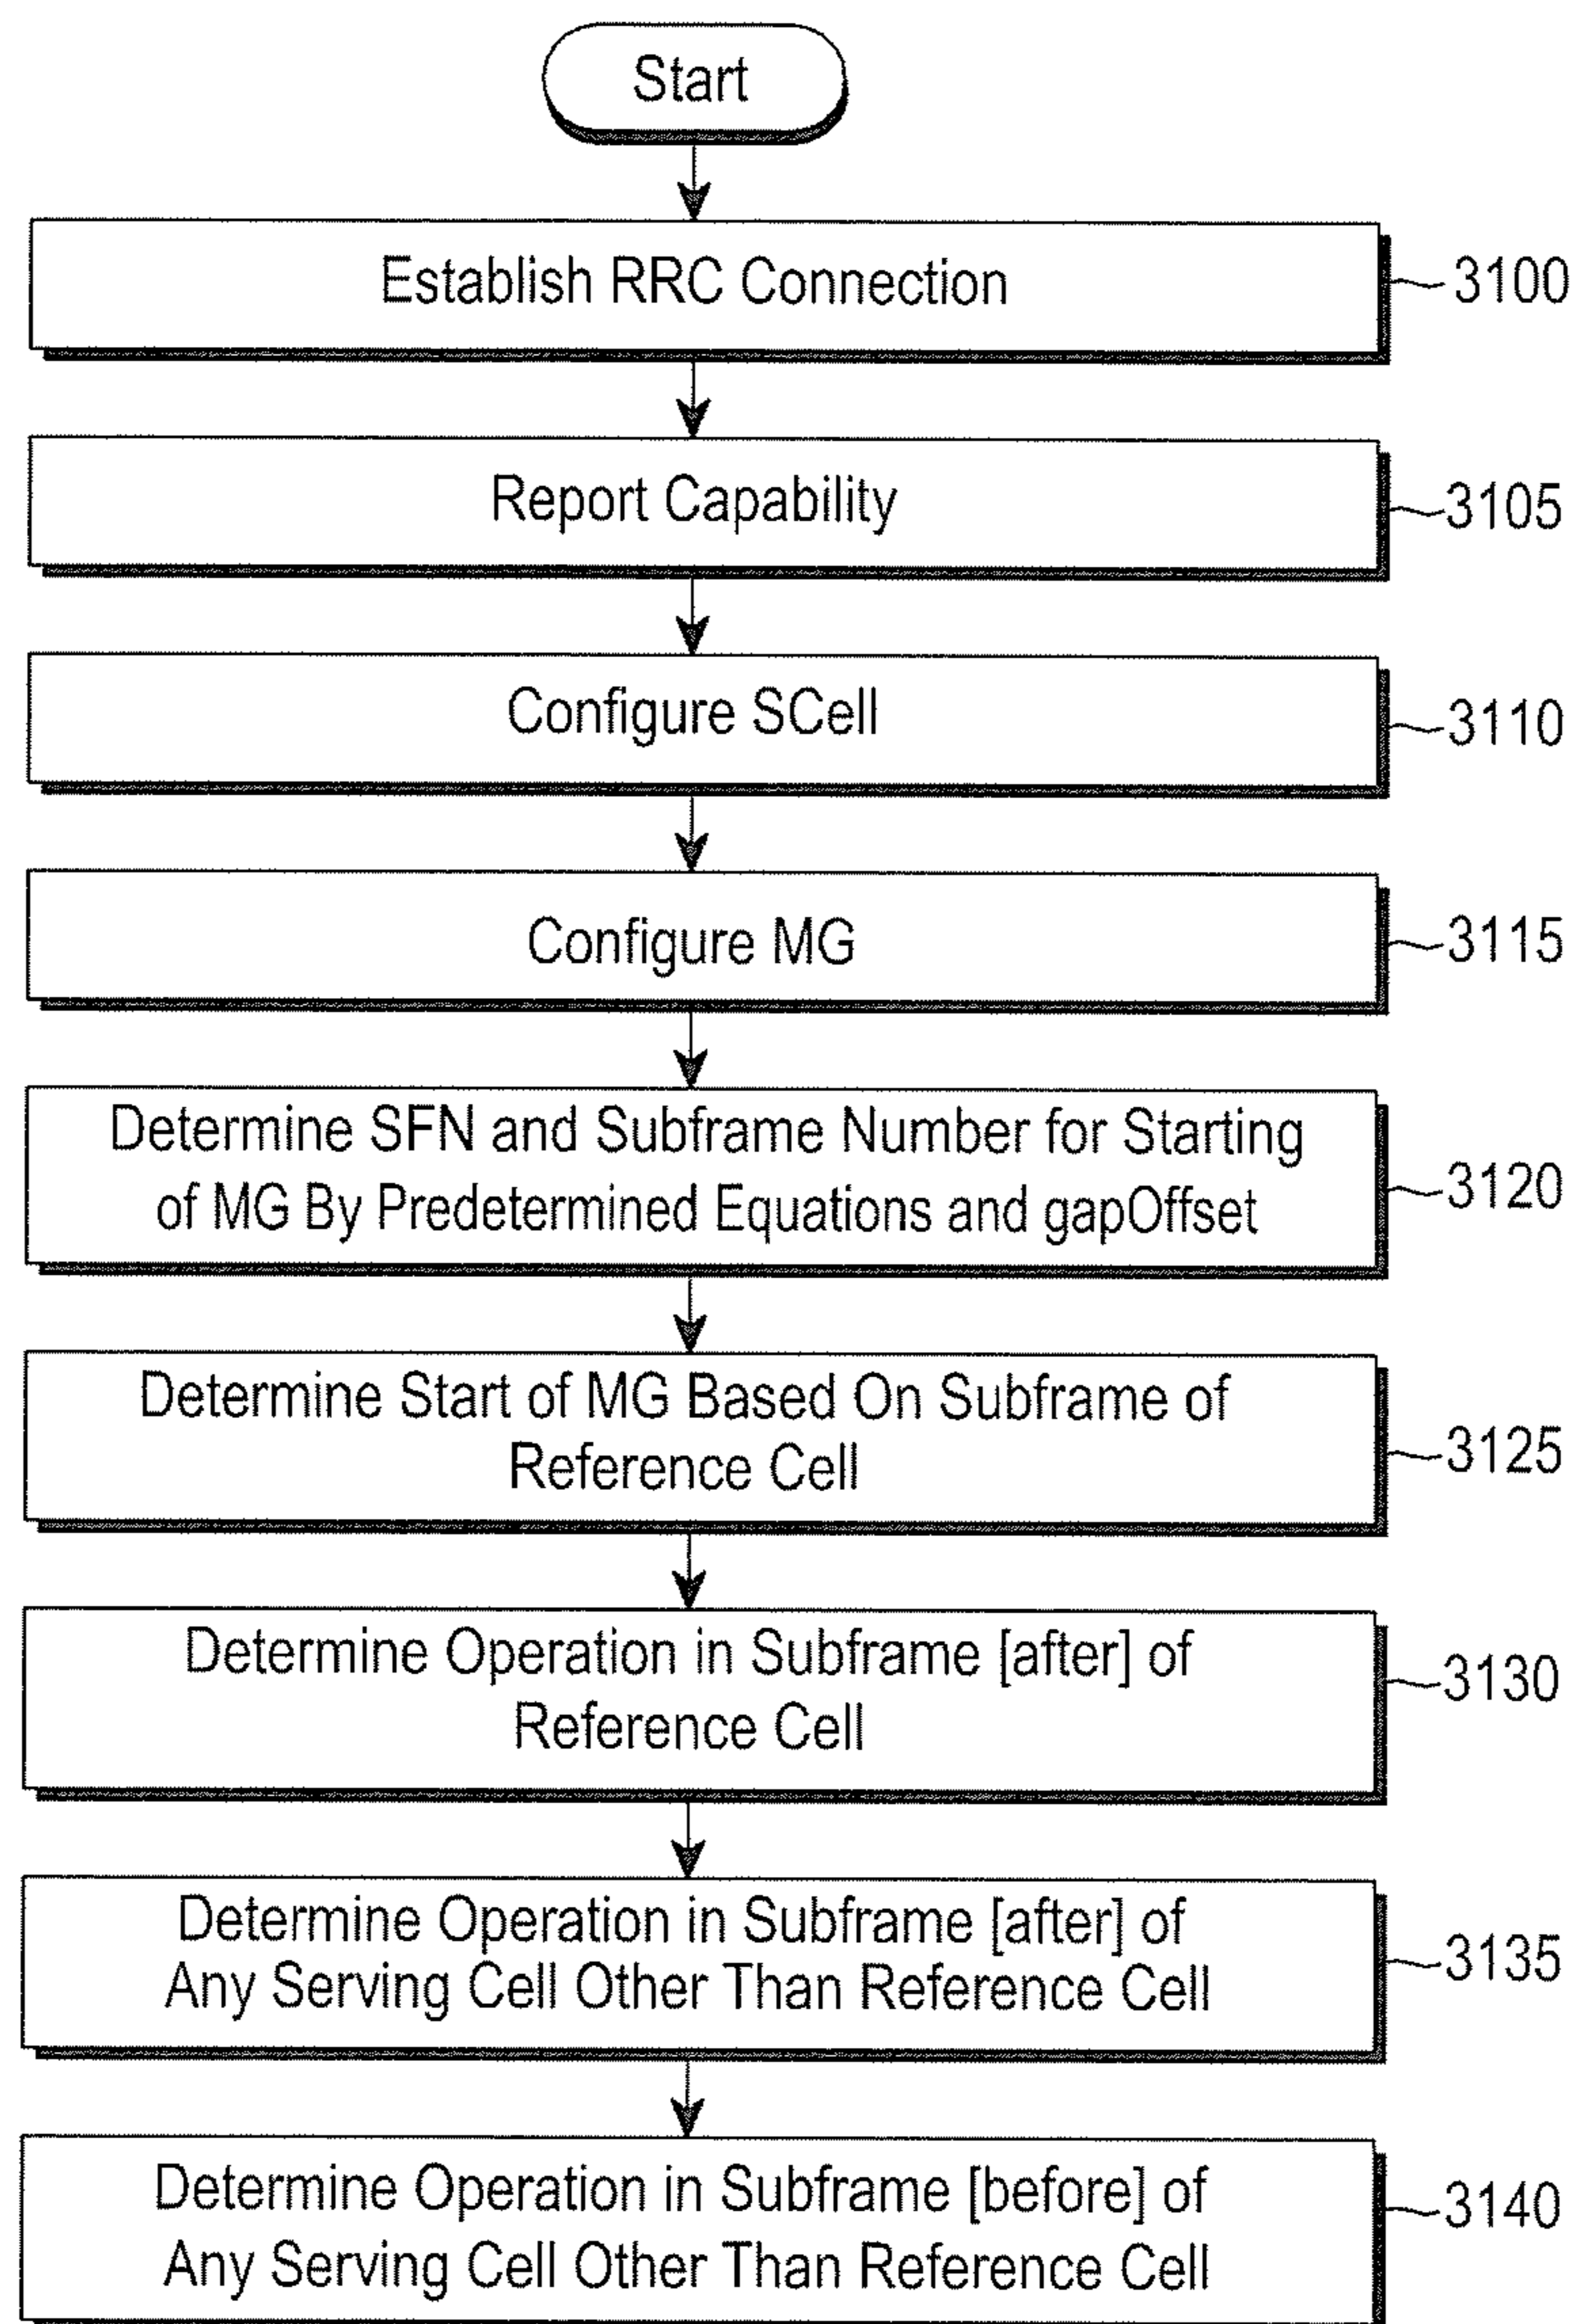 Start
Establish RRC Connection
3100
Report Capability
3105
Configure SCell
3110
Configure MG
3115
Determine SFN and Subframe Number for Starting
of MG By Predetermined Equations and gapOffset
3120
Determine Start of MG Based On Subframe of
Reference Cell
3125
Determine Operation in Subframe [after] of
Reference Cell
3130
Determine Operation in Subframe [after] of
Any Serving Cell Other Than Reference Cell
3135
Determine Operation in Subframe [before] of
Any Serving Cell Other Than Reference Cell
3140